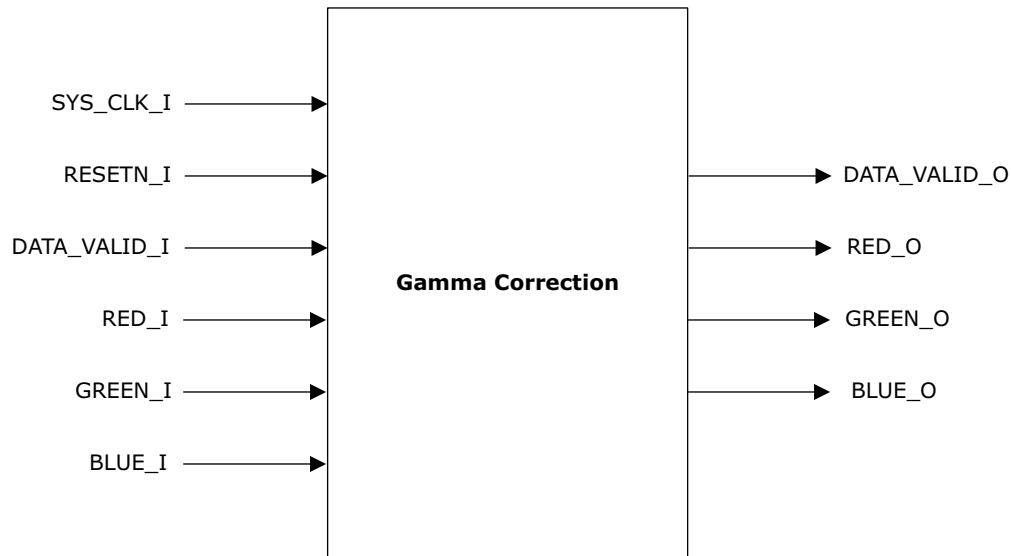 SYS_CLK_I
RESETN_I
DATA_VALID_I
RED_I
GREEN_I
BLUE_I
Gamma Correction
DATA_VALID_O
RED_O
GREEN_O
BLUE_O